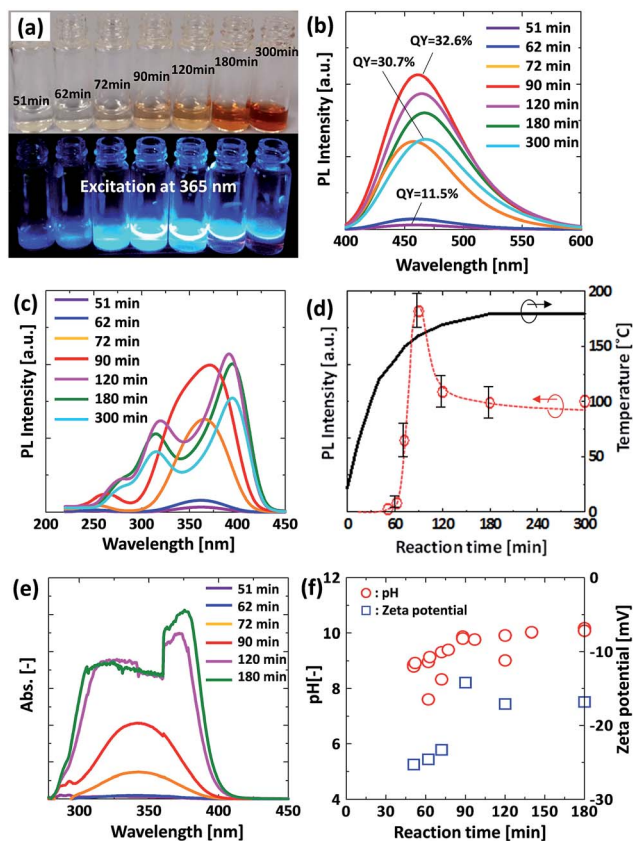 (a)
51min
62min
72min
90min
120min
180min
300min
Excitation at 365 nm
(b)
QY=32.6%
QY=30.7%
QY=11.5%
51 min
62 min
72 min
90 min
120 min
180 min
300 min
PL Intensity [a.u.]
400 450 500 550 600
Wavelength [nm]
(c)
51 min
62 min
72 min
90 min
120 min
180 min
300 min
PL Intensity [a.u.]
200 250 300 350 400 450
Wavelength [nm]
(d)
PL Intensity [a.u.]
200
150
100
50
0
Temperature [°C]
0 60 120 180 240 300
Reaction time [min]
(e)
51 min
62 min
72 min
90 min
120 min
180 min
Abs. [-]
300 350 400 450
Wavelength [nm]
(f)
: pH
: Zeta potential
12
10
8
6
4
pH[-]
0
-10
-20
-30
Zeta potential [mV]
0 30 60 90 120 150 180
Reaction time [min]